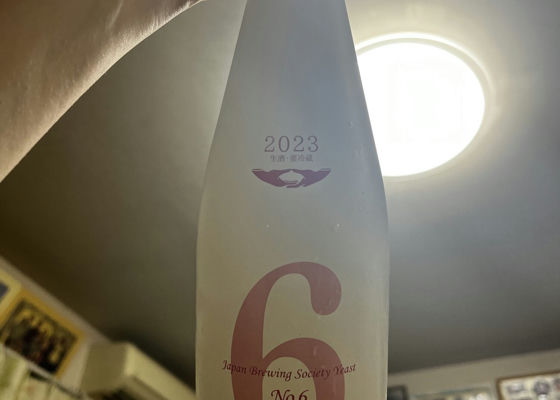 2023
生酒・要冷蔵
6
Japan Brewing Society Yeast
No.6